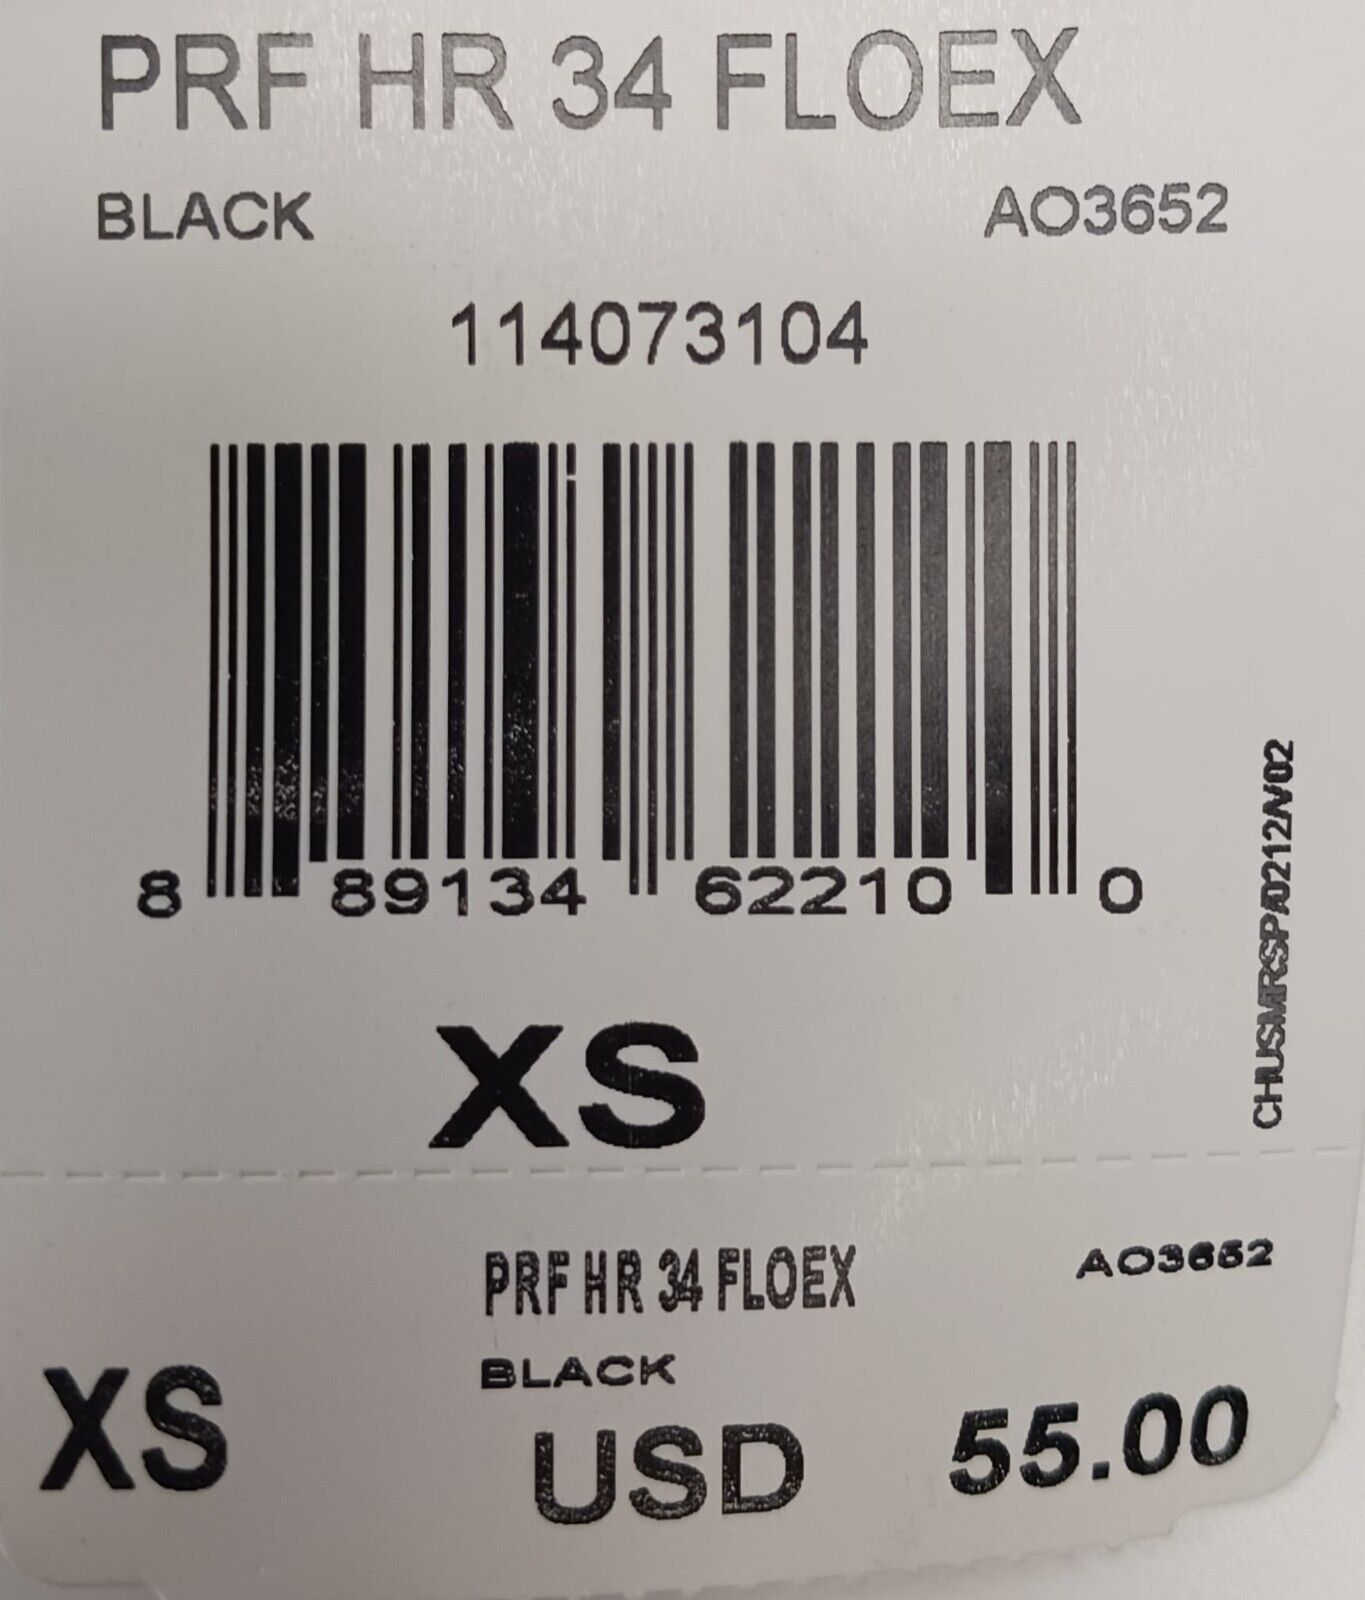 PRF HR 34 FLOEX
BLACK AO3652
114073104
8 89134 62210 0
XS
CHUSMRSP/0212/V02
PRF HR 34 FLOEX AO3652
BLACK
XS USD 55.00